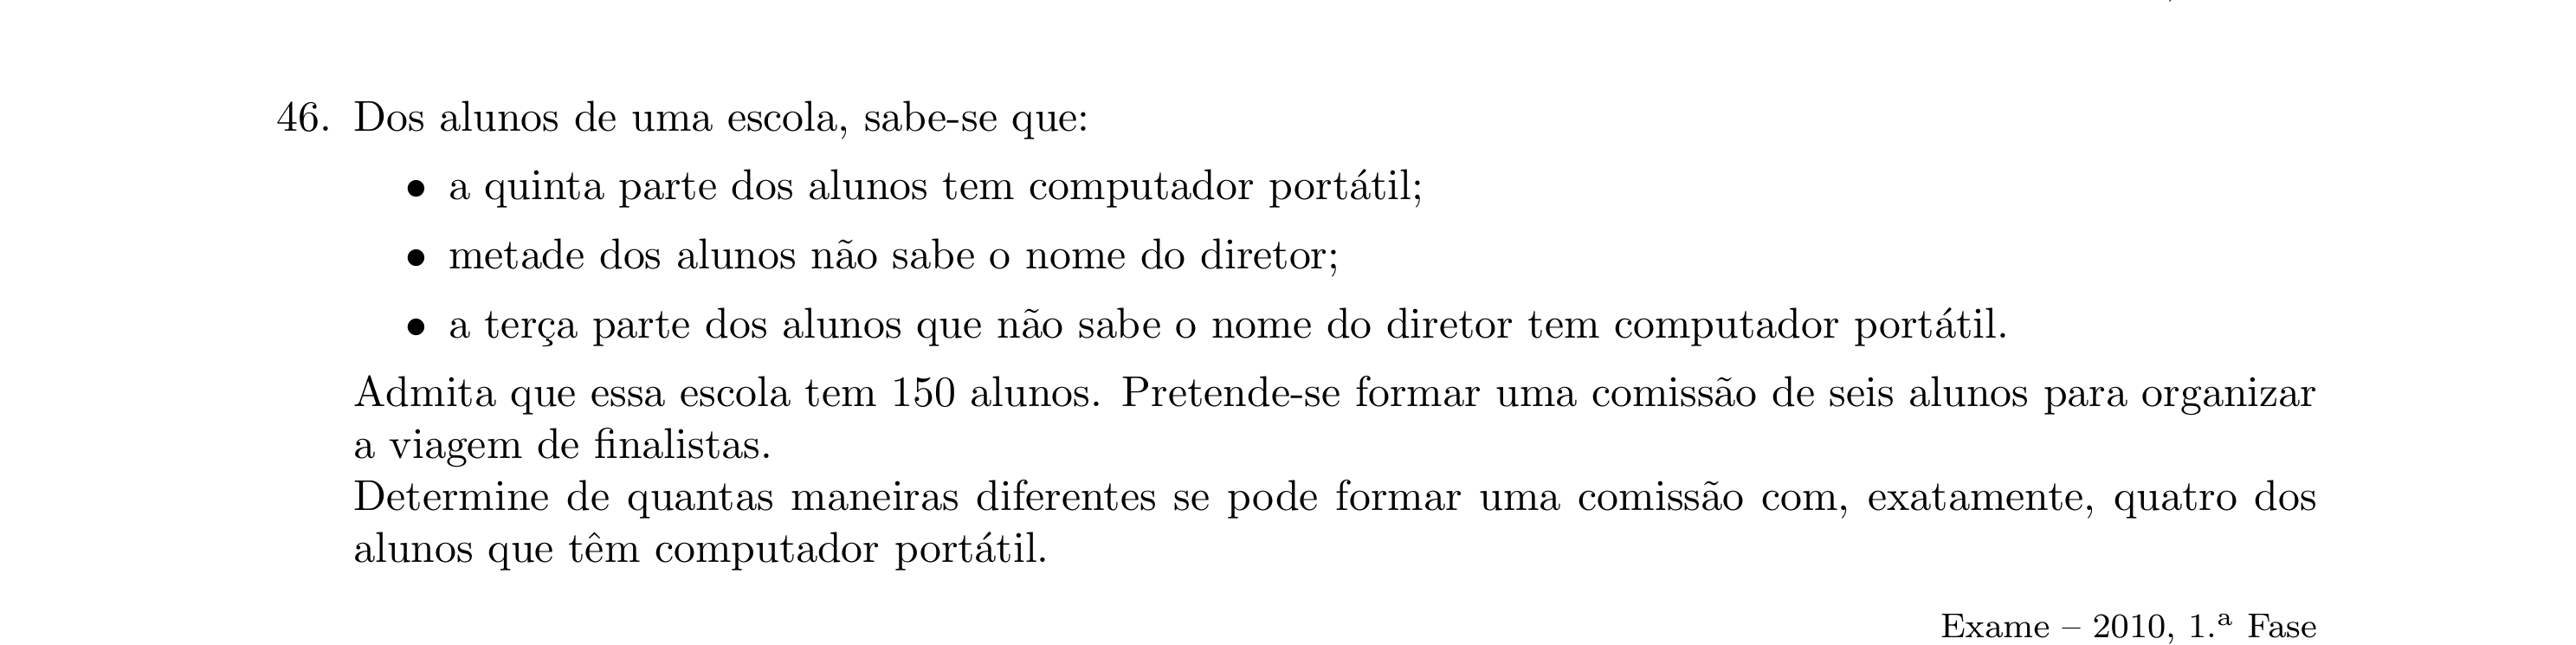 46. Dos alunos de uma escola, sabe-se que:
• a quinta parte dos alunos tem computador portátil;
• metade dos alunos não sabe o nome do diretor;
• a terça parte dos alunos que não sabe o nome do diretor tem computador portátil.
Admita que essa escola tem 150 alunos. Pretende-se formar uma comissão de seis alunos para organizar
a viagem de finalistas.
Determine de quantas maneiras diferentes se pode formar uma comissão com, exatamente, quatro dos
alunos que têm computador portátil.
Exame – 2010, 1.ª Fase